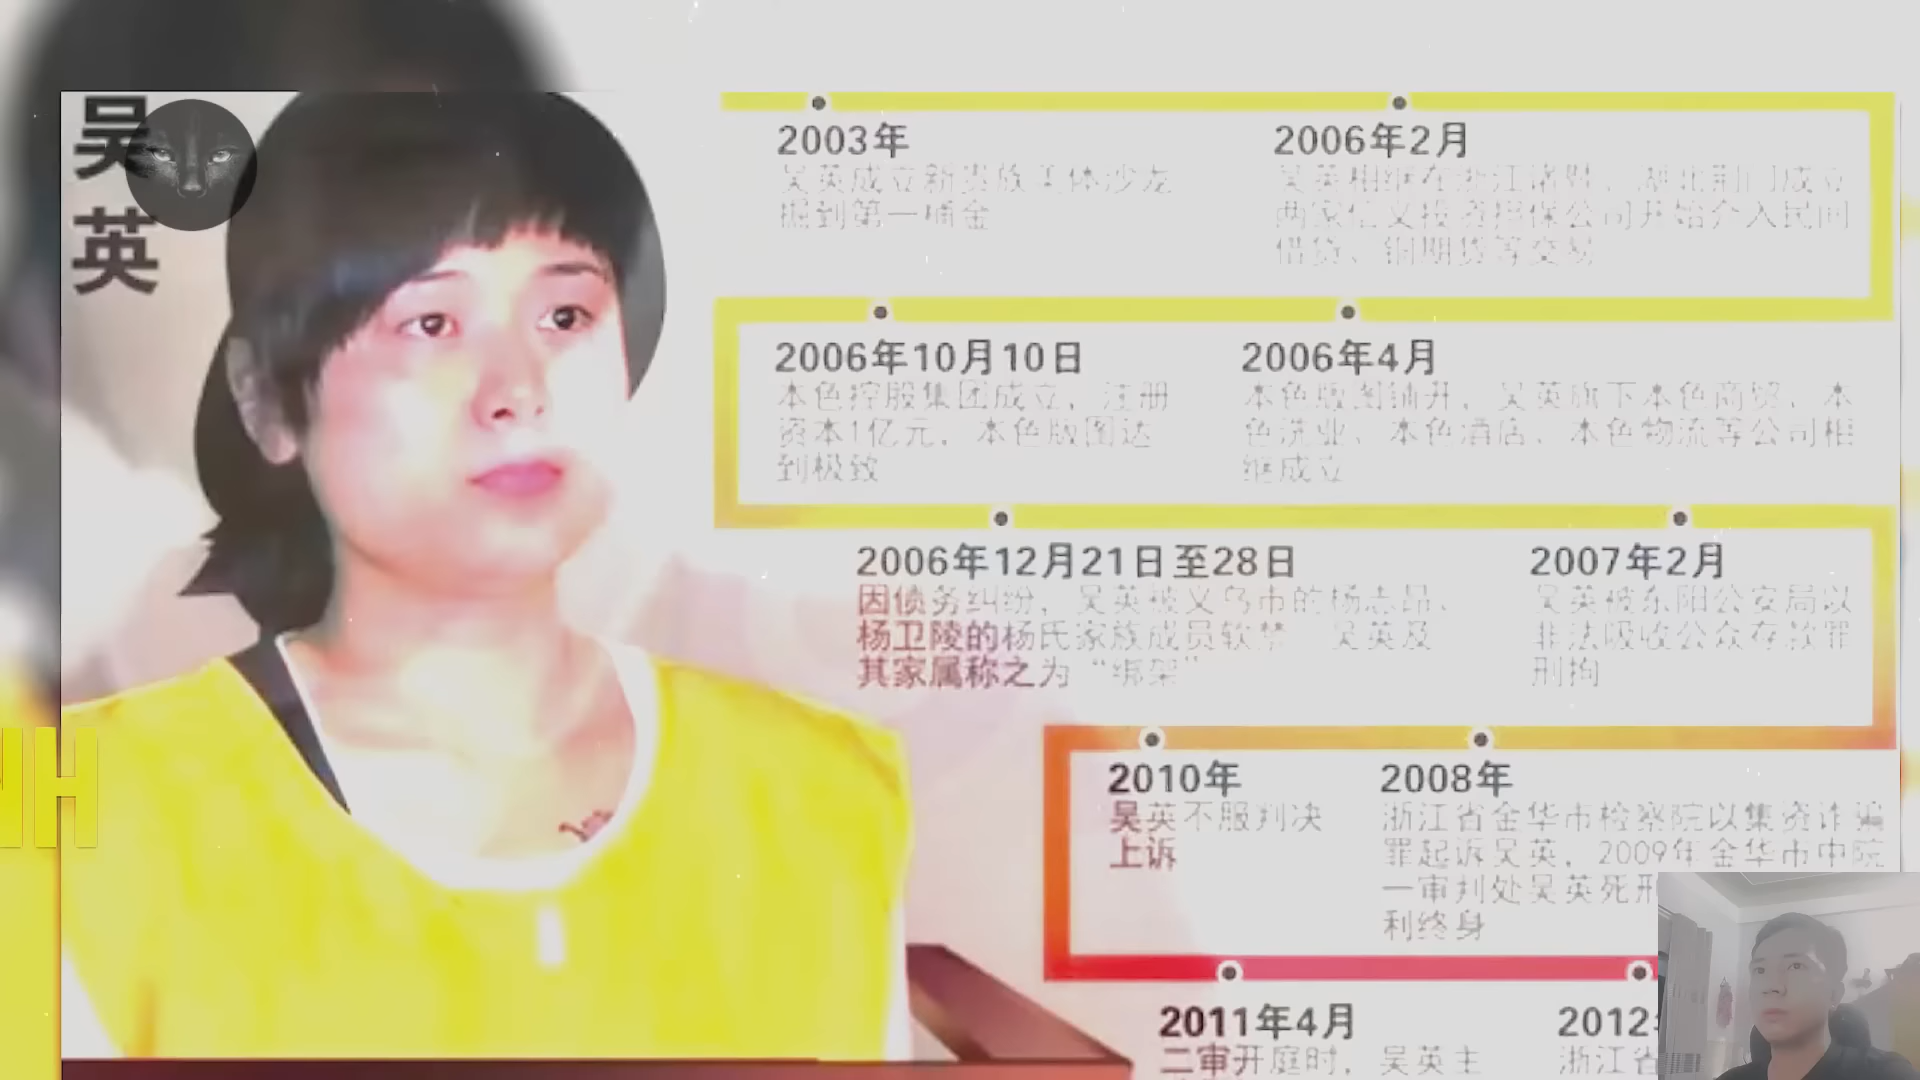 吴
英
2003年
吴英成立新贵族美体沙龙
掘到第一桶金
2006年2月
吴英相继在浙江诸暨、湖北荆门成立
两家信义投资担保公司开始介入民间
借贷、铜期货等交易
2006年10月10日
本色控股集团成立，注册
资本1亿元，本色版图达
到极致
2006年4月
本色版图铺开，吴英旗下本色商贸、本
色洗业、本色酒店、本色物流等公司相
继成立
2006年12月21日至28日
因债务纠纷，吴英被义乌市的杨志昂、
杨卫陵的杨氏家族成员软禁 吴英及
其家属称之为“绑架”
2007年2月
吴英被东阳公安局以
非法吸收公众存款罪
刑拘
2010年
吴英不服判决
上诉
2008年
浙江省金华市检察院以集资诈骗
罪起诉吴英，2009年金华市中院
一审判处吴英死刑
利终身
2011年4月
二审开庭时，吴英主
2012
浙江省